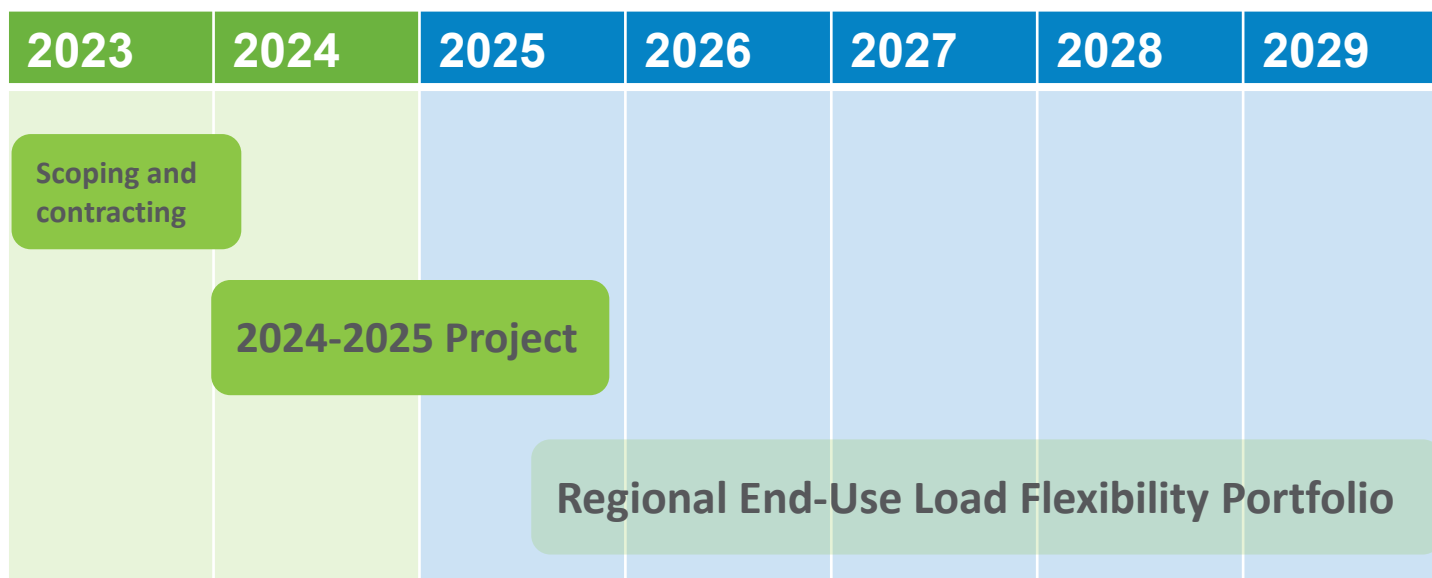 2023 2024 2025 2026 2027 2028 2029
Scoping and
contracting
2024-2025 Project
Regional End-Use Load Flexibility Portfolio